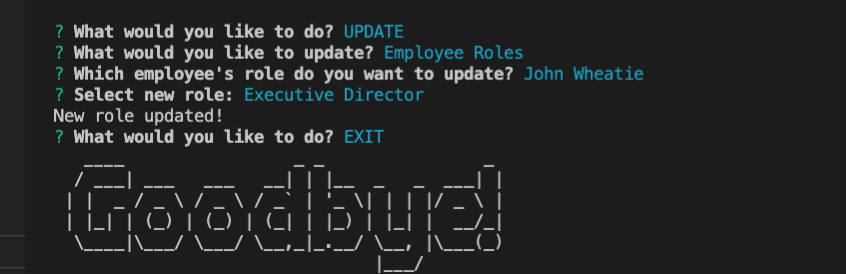 ? What would you like to do? UPDATE
? What would you like to update? Employee Roles
? Which employee's role do you want to update? John Wheatie
? Select new role: Executive Director
New role updated!
? What would you like to do? EXIT
Goodbye!